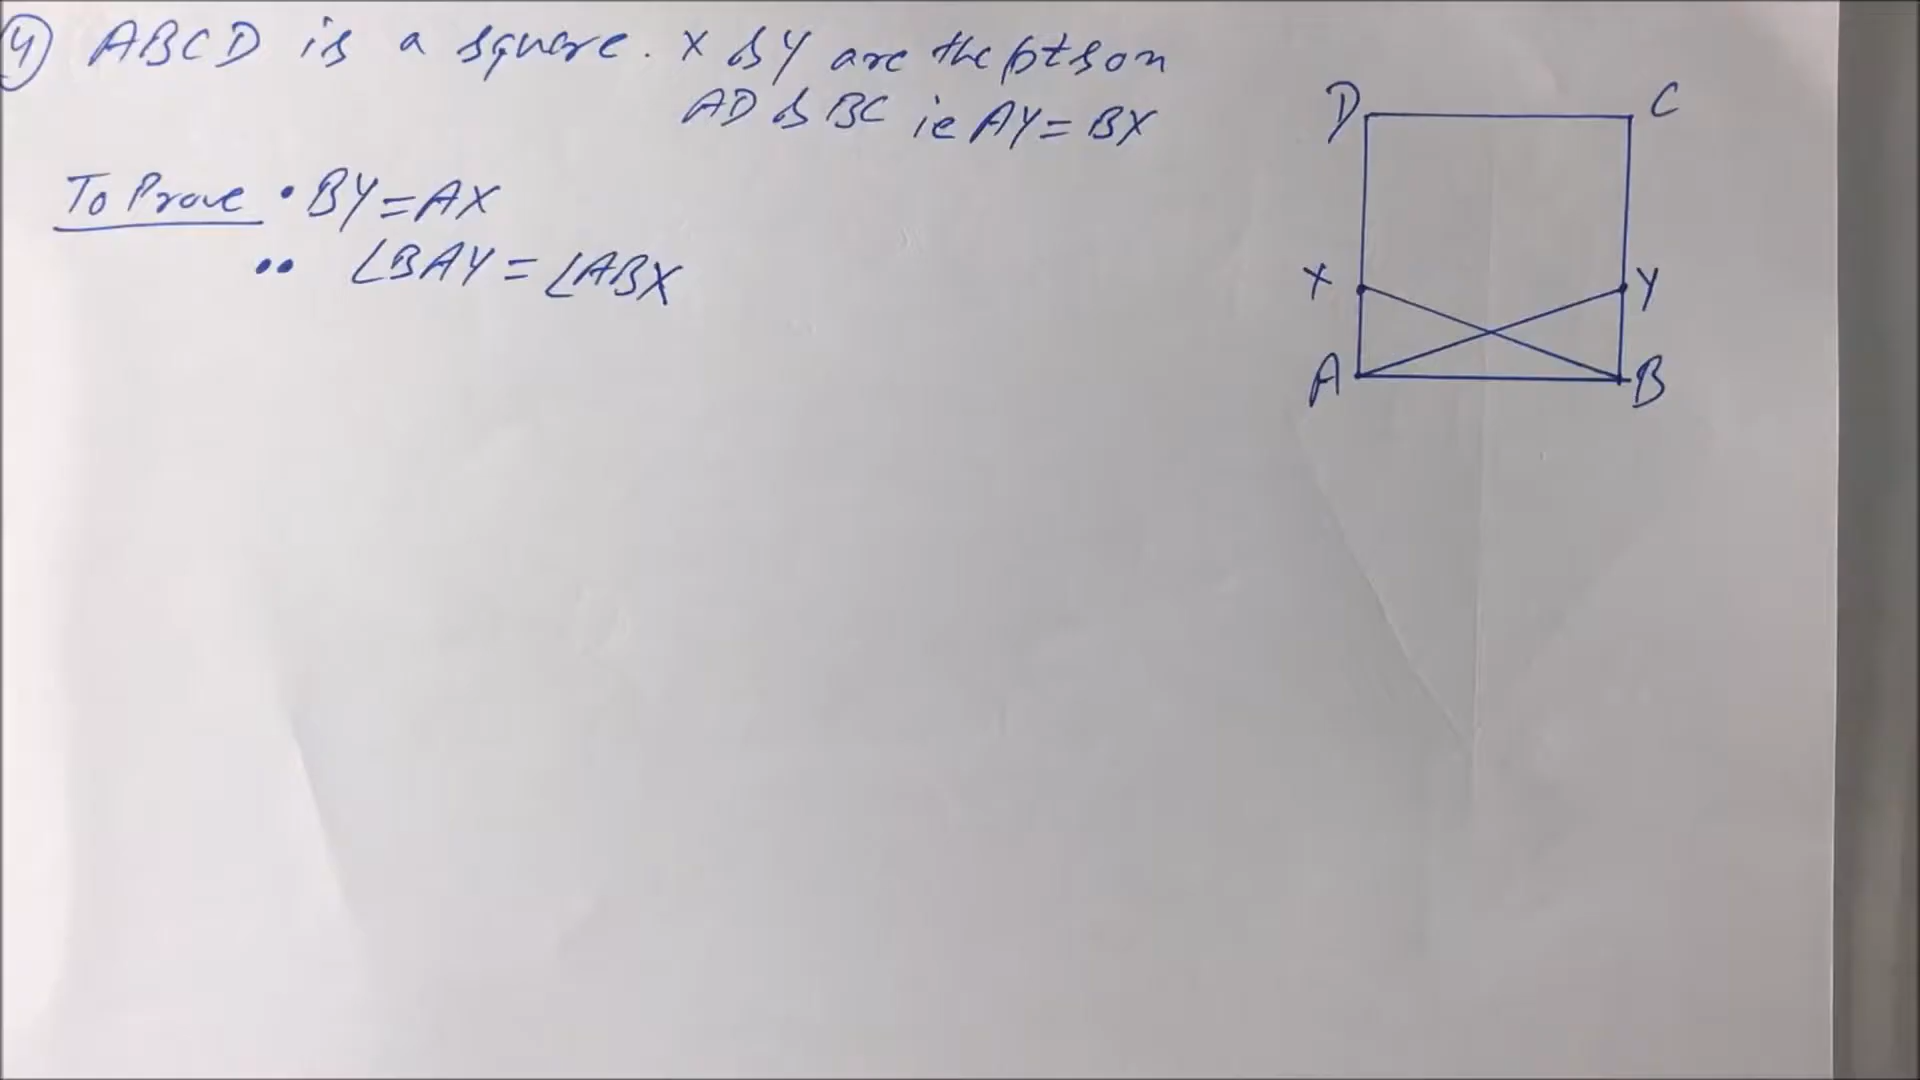 4 ABCD is a square. X & Y are the pts on
AD & BC ie AY = BX
To Prove • BY = AX
•• ∠BAY = ∠ABX
D C
X Y
A B